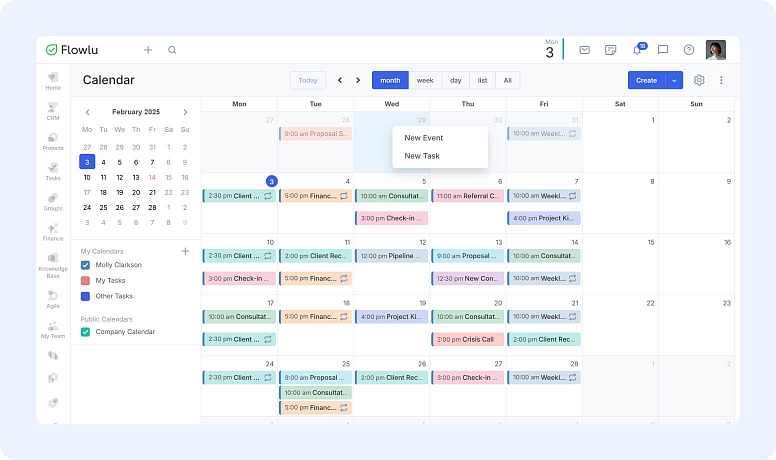 Flowlu
Mon
3
18
Calendar
Today
month
week
day
list
All
Create
Home
CRM
Projects
Tasks
Groups
Finance
Knowledge
Base
Agile
My Team
February 2025
Mo Tu We Th Fr Sa Su
27 28 29 30 31 1 2
3 4 5 6 7 8 9
10 11 12 13 14 15 16
17 18 19 20 21 22 23
24 25 26 27 28 1 2
3 4 5 6 7 8 9
My Calendars
Molly Clarkson
My Tasks
Other Tasks
Public Calendars
Company Calendar
Mon Tue Wed Thu Fri Sat Sun
27 28 29 30 31 1 2
9:00 am Proposal S...
10:00 am Weekl...
New Event
New Task
3 4 5 6 7 8 9
2:30 pm Client ...
5:00 pm Financ...
10:00 am Consultat...
11:00 am Referral C...
10:00 am Weekl...
3:00 pm Check-in ...
4:00 pm Project Ki...
10 11 12 13 14 15 16
2:30 pm Client ...
2:00 pm Client Rec...
12:00 pm Pipeline ...
9:00 am Proposal ...
10:00 am Consultat...
3:00 pm Check-in ...
5:00 pm Financ...
12:30 pm New Con...
10:00 am Weekl...
17 18 19 20 21 22 23
10:00 am Consultat...
5:00 pm Financ...
4:00 pm Project Ki...
10:00 am Consultat...
10:00 am Weekl...
2:30 pm Client ...
2:00 pm Crisis Call
2:00 pm Client Rec...
24 25 26 27 28 1 2
2:30 pm Client ...
9:00 am Proposal ...
2:00 pm Client Rec...
3:00 pm Check-in ...
10:00 am Weekl...
10:00 am Consultat...
5:00 pm Financ...